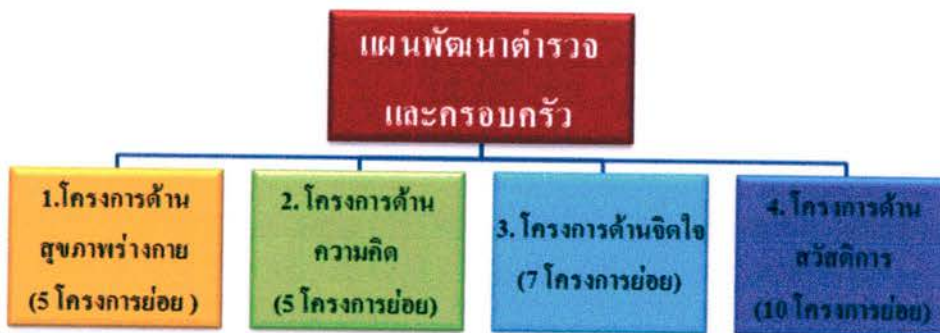 แผนพัฒนาตำรวจ
และครอบครัว
1.โครงการด้าน
สุขภาพร่างกาย
(5 โครงการย่อย )
2. โครงการด้าน
ความคิด
(5 โครงการย่อย)
3. โครงการด้านจิตใจ
(7 โครงการย่อย)
4. โครงการด้าน
สวัสดิการ
(10 โครงการย่อย)